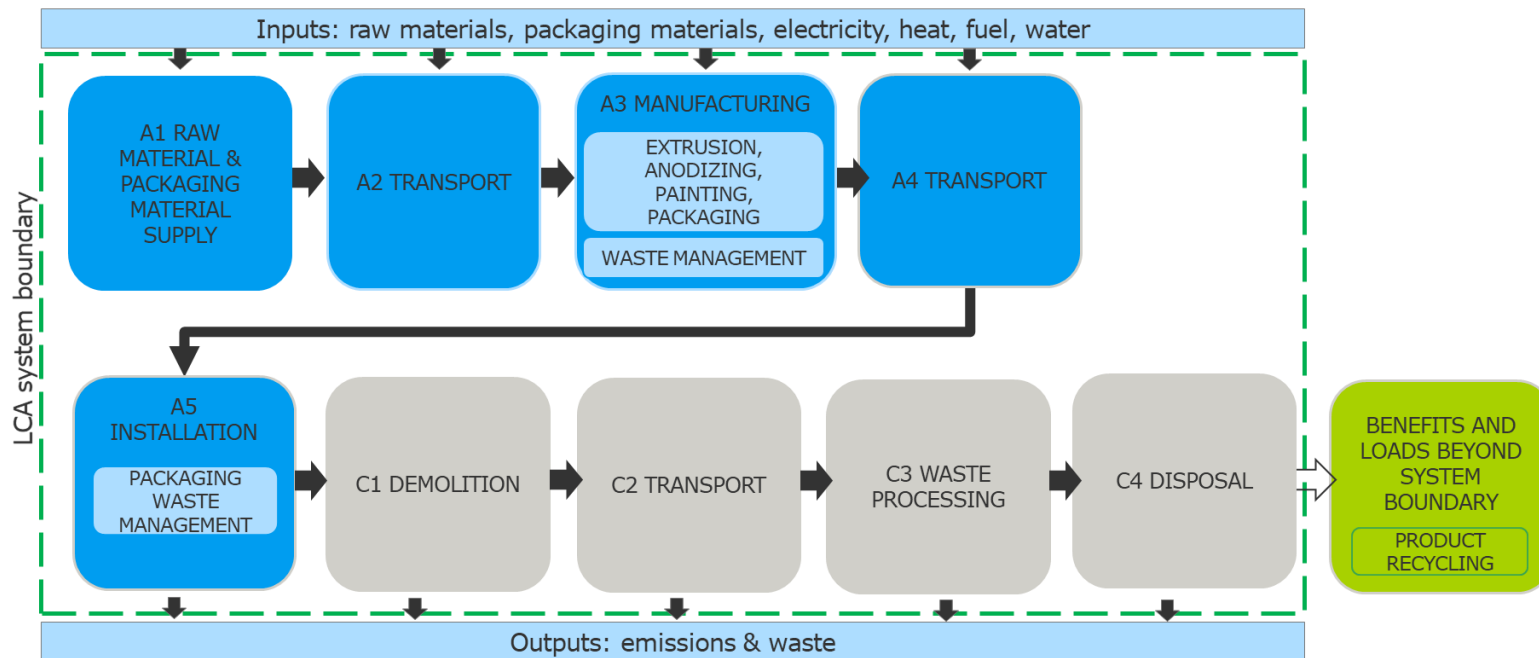 Inputs: raw materials, packaging materials, electricity, heat, fuel, water
LCA system boundary
A1 RAW
MATERIAL &
PACKAGING
MATERIAL
SUPPLY
A2 TRANSPORT
A3 MANUFACTURING
EXTRUSION,
ANODIZING,
PAINTING,
PACKAGING
WASTE MANAGEMENT
A4 TRANSPORT
A5
INSTALLATION
PACKAGING
WASTE
MANAGEMENT
C1 DEMOLITION
C2 TRANSPORT
C3 WASTE
PROCESSING
C4 DISPOSAL
BENEFITS AND
LOADS BEYOND
SYSTEM
BOUNDARY
PRODUCT
RECYCLING
Outputs: emissions & waste